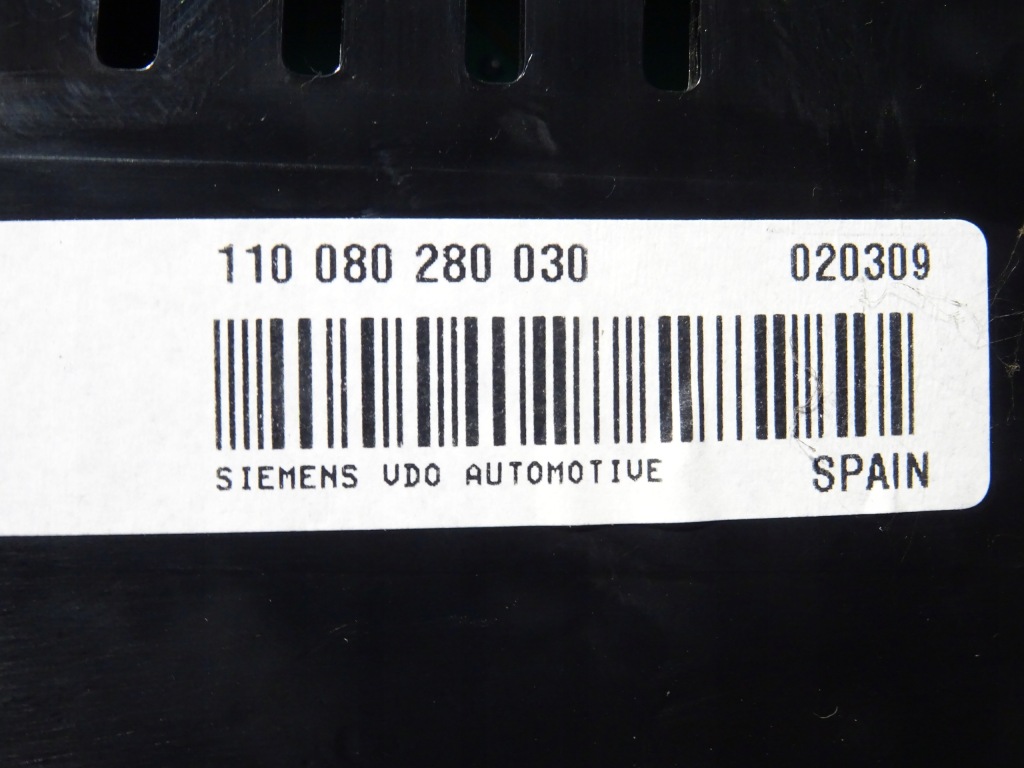 110 080 280 030 020309
SIEMENS VDO AUTOMOTIVE SPAIN